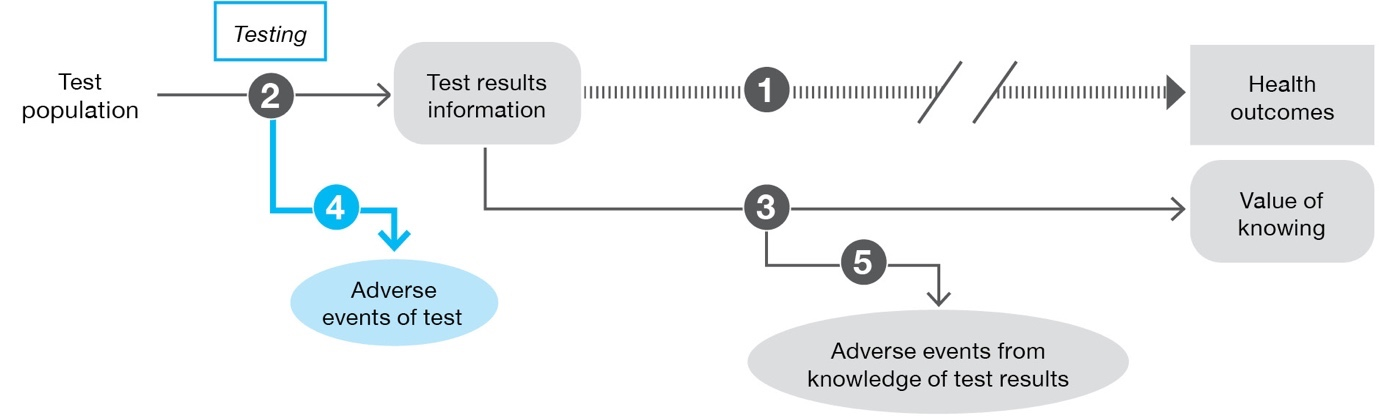 Testing
Test
population
2
Test results
information
1
Health
outcomes
4
3
Value of
knowing
5
Adverse
events of test
Adverse events from
knowledge of test results